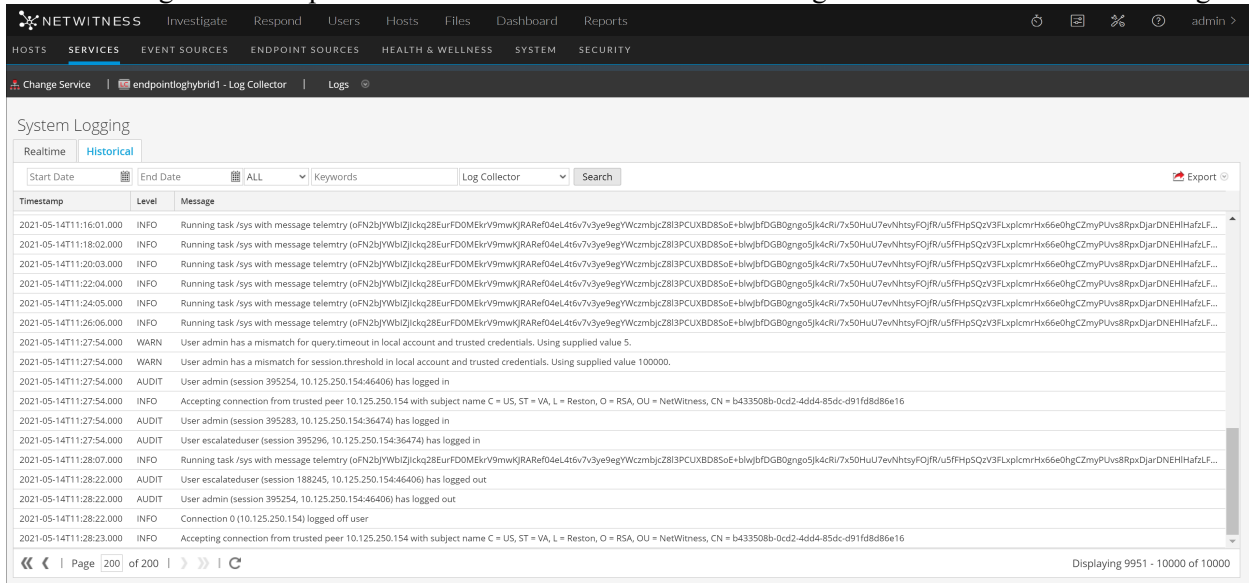 NETWITNESS Investigate Respond Users Hosts Files Dashboard Reports admin >
HOSTS SERVICES EVENT SOURCES ENDPOINT SOURCES HEALTH & WELLNESS SYSTEM SECURITY
Change Service | endpointloghybrid1 - Log Collector | Logs
System Logging
Realtime Historical
Start Date End Date ALL Keywords Log Collector Search Export
Timestamp Level Message
2021-05-14T11:16:01.000 INFO Running task /sys with message telemtry
2021-05-14T11:18:02.000 INFO Running task /sys with message telemtry
2021-05-14T11:20:03.000 INFO Running task /sys with message telemtry
2021-05-14T11:22:04.000 INFO Running task /sys with message telemtry
2021-05-14T11:24:05.000 INFO Running task /sys with message telemtry
2021-05-14T11:26:06.000 INFO Running task /sys with message telemtry
2021-05-14T11:27:54.000 WARN User admin has a mismatch for query.timeout in local account and trusted credentials. Using supplied value 5.
2021-05-14T11:27:54.000 WARN User admin has a mismatch for session.threshold in local account and trusted credentials. Using supplied value 100000.
2021-05-14T11:27:54.000 AUDIT User admin (session 395254, 10.125.250.154:46406) has logged in
2021-05-14T11:27:54.000 INFO Accepting connection from trusted peer 10.125.250.154 with subject name C = US, ST = VA, L = Reston, O = RSA, OU = NetWitness, CN = b433508b-0cd2-4dd4-85dc-d91fd8d86e16
2021-05-14T11:27:54.000 AUDIT User admin (session 395283, 10.125.250.154:36474) has logged in
2021-05-14T11:27:54.000 AUDIT User escalateduser (session 395296, 10.125.250.154:36474) has logged in
2021-05-14T11:28:07.000 INFO Running task /sys with message telemtry
2021-05-14T11:28:22.000 AUDIT User escalateduser (session 188245, 10.125.250.154:46406) has logged out
2021-05-14T11:28:22.000 AUDIT User admin (session 395254, 10.125.250.154:46406) has logged out
2021-05-14T11:28:22.000 INFO Connection 0 (10.125.250.154) logged off user
2021-05-14T11:28:23.000 INFO Accepting connection from trusted peer 10.125.250.154 with subject name C = US, ST = VA, L = Reston, O = RSA, OU = NetWitness, CN = b433508b-0cd2-4dd4-85dc-d91fd8d86e16
Page 200 of 200 Displaying 9951 - 10000 of 10000